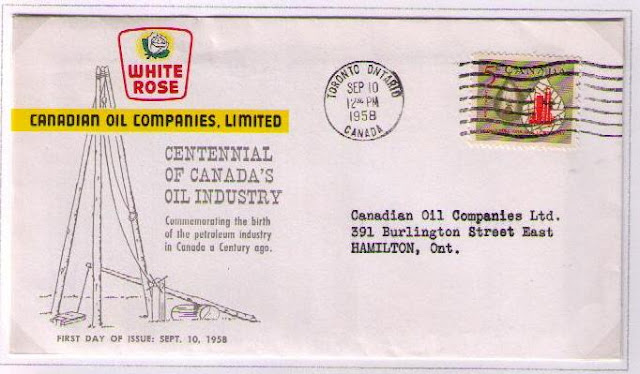 WHITE
ROSE
CANADIAN OIL COMPANIES, LIMITED
CENTENNIAL
OF CANADA'S
OIL INDUSTRY
Commemorating the birth
of the petroleum industry
in Canada a Century ago.
FIRST DAY OF ISSUE: SEPT. 10, 1958
TORONTO ONTARIO
SEP 10
12 PM
1958
CANADA
5
CANADA
Canadian Oil Companies Ltd.
391 Burlington Street East
HAMILTON, Ont.